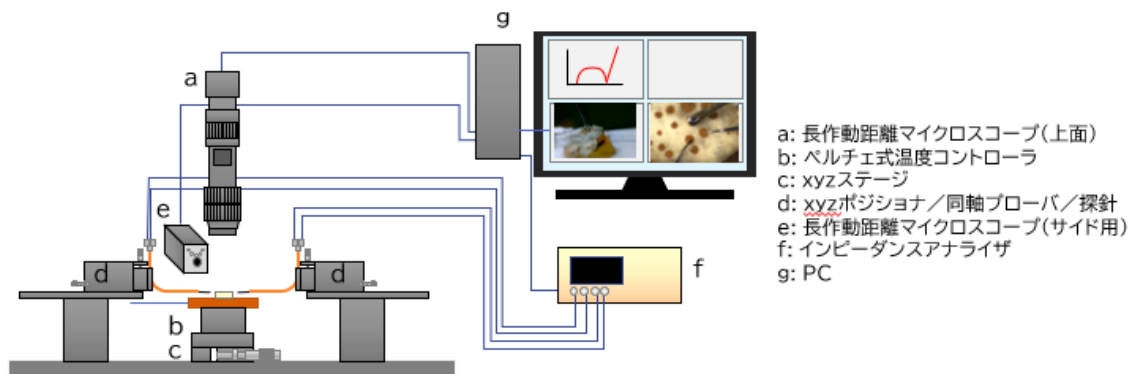 g
a
e
d
d
b
c
f
a: 長作動距離マイクロスコープ(上面)
b: ペルチェ式温度コントローラ
c: xyzステージ
d: xyzポジショナ/同軸プローバ/探針
e: 長作動距離マイクロスコープ(サイド用)
f: インピーダンスアナライザ
g: PC